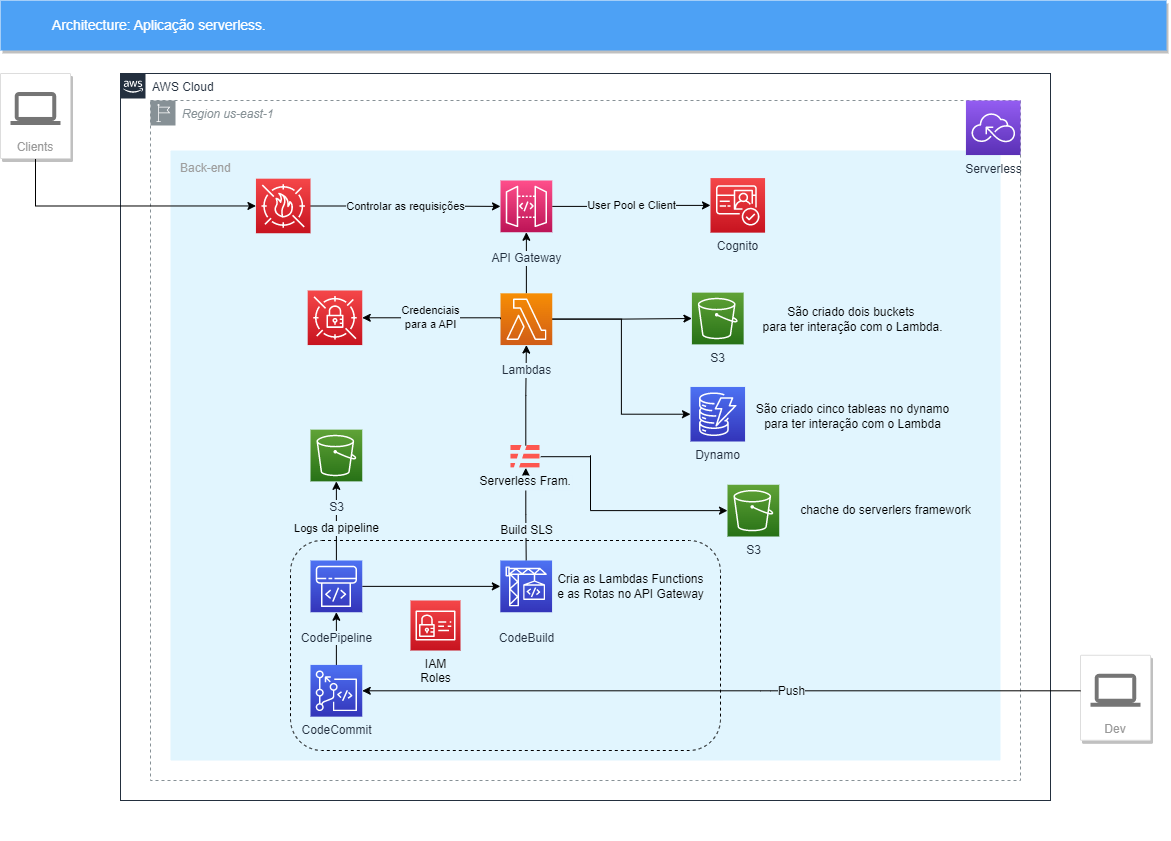 Architecture: Aplicação serverless.
aws
AWS Cloud
Region us-east-1
Clients
Serverless
Back-end
Controlar as requisições
User Pool e Client
API Gateway
Cognito
Credenciais
para a API
Lambdas
São criado dois buckets
para ter interação com o Lambda.
S3
São criado cinco tableas no dynamo
para ter interação com o Lambda
Dynamo
Serverless Fram.
S3
Logs da pipeline
chache do serverlers framework
S3
Build SLS
Cria as Lambdas Functions
e as Rotas no API Gateway
CodePipeline
CodeBuild
IAM
Roles
Push
CodeCommit
Dev